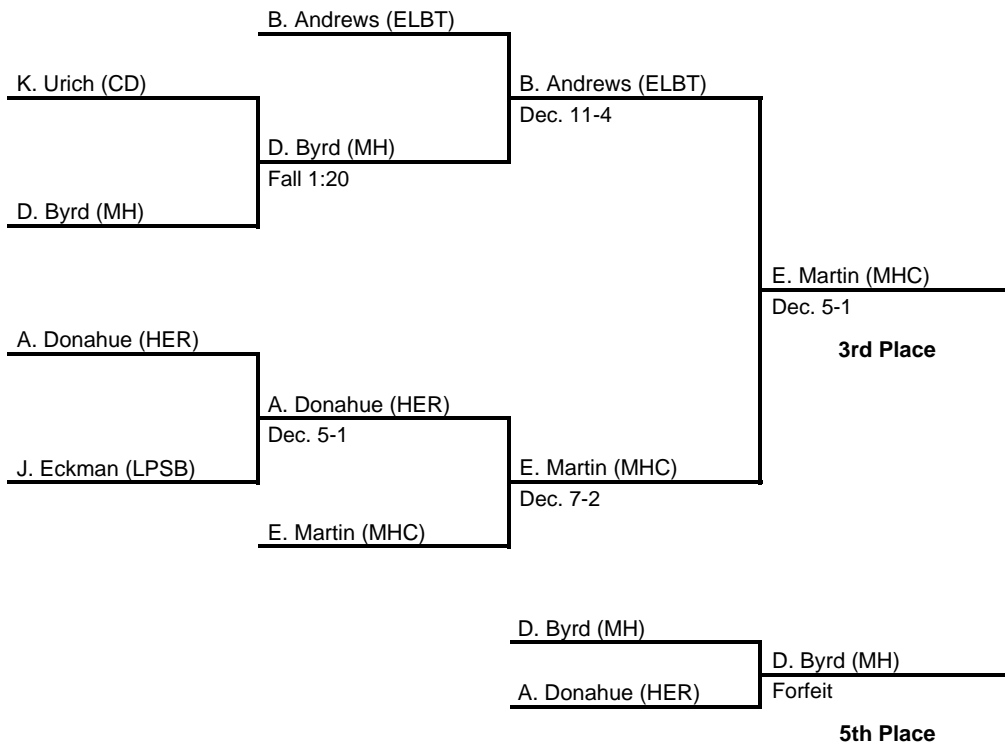 B. Andrews (ELBT)
K. Urich (CD)
B. Andrews (ELBT)
Dec. 11-4
D. Byrd (MH)
Fall 1:20
D. Byrd (MH)
E. Martin (MHC)
Dec. 5-1
3rd Place
A. Donahue (HER)
A. Donahue (HER)
Dec. 5-1
J. Eckman (LPSB)
E. Martin (MHC)
Dec. 7-2
E. Martin (MHC)
D. Byrd (MH)
D. Byrd (MH)
Forfeit
A. Donahue (HER)
5th Place